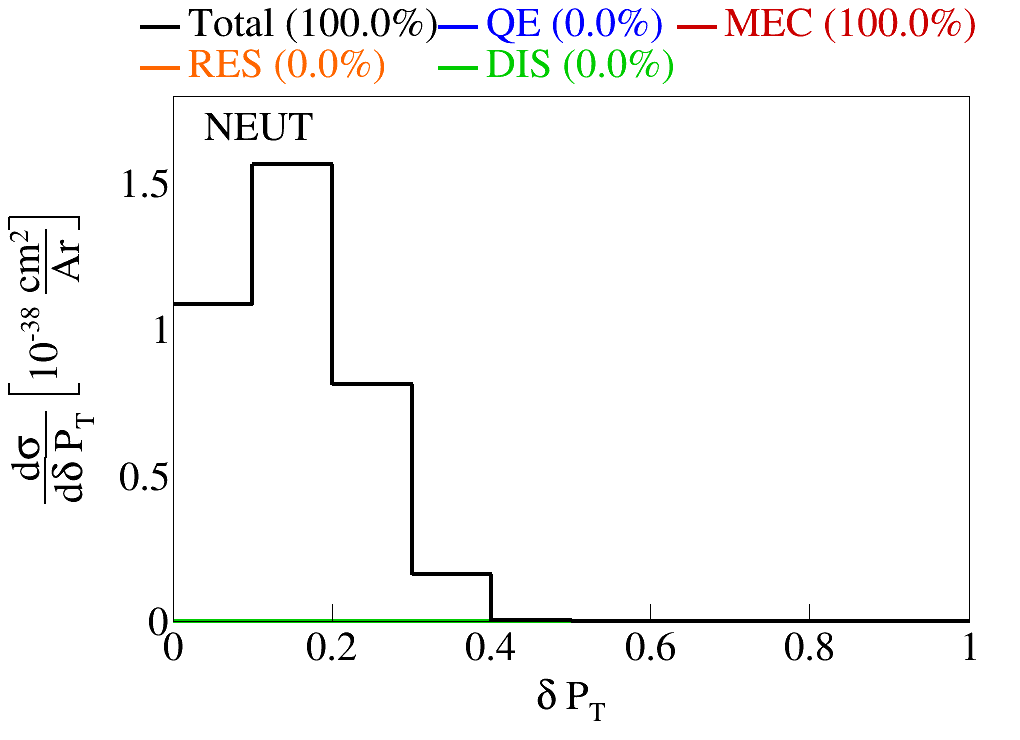 Total (100.0%) QE (0.0%) MEC (100.0%)
RES (0.0%) DIS (0.0%)
NEUT
dσ/dδ P_T [10^-38 cm^2/Ar]
1.5
1
0.5
0
0 0.2 0.4 0.6 0.8 1
δ P_T